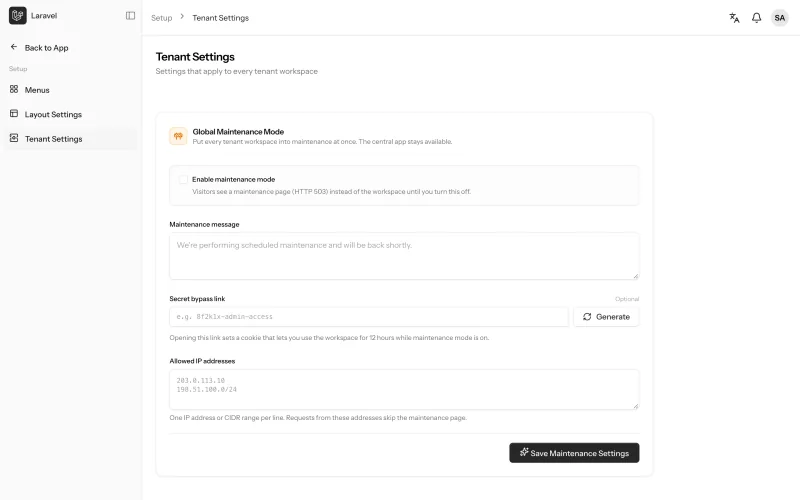 Laravel
Setup > Tenant Settings
SA
Back to App
Setup
Menus
Layout Settings
Tenant Settings
Tenant Settings
Settings that apply to every tenant workspace
Global Maintenance Mode
Put every tenant workspace into maintenance at once. The central app stays available.
Enable maintenance mode
Visitors see a maintenance page (HTTP 503) instead of the workspace until you turn this off.
Maintenance message
We're performing scheduled maintenance and will be back shortly.
Secret bypass link
Optional
e.g. 8f2k1x-admin-access
Generate
Opening this link sets a cookie that lets you use the workspace for 12 hours while maintenance mode is on.
Allowed IP addresses
203.0.113.10
198.51.100.0/24
One IP address or CIDR range per line. Requests from these addresses skip the maintenance page.
Save Maintenance Settings